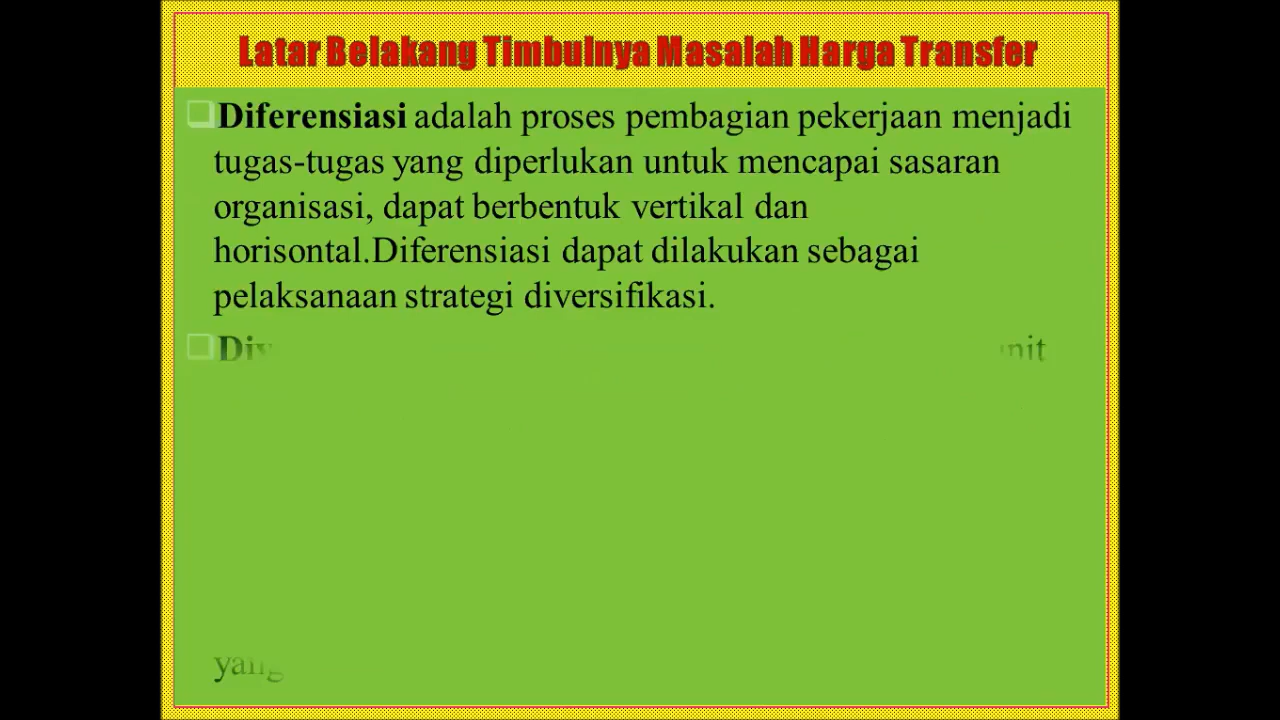 Latar Belakang Timbulnya Masalah Harga Transfer
Diferensiasi adalah proses pembagian pekerjaan menjadi
tugas-tugas yang diperlukan untuk mencapai sasaran
organisasi, dapat berbentuk vertikal dan
horisontal.Diferensiasi dapat dilakukan sebagai
pelaksanaan strategi diversifikasi.
yang